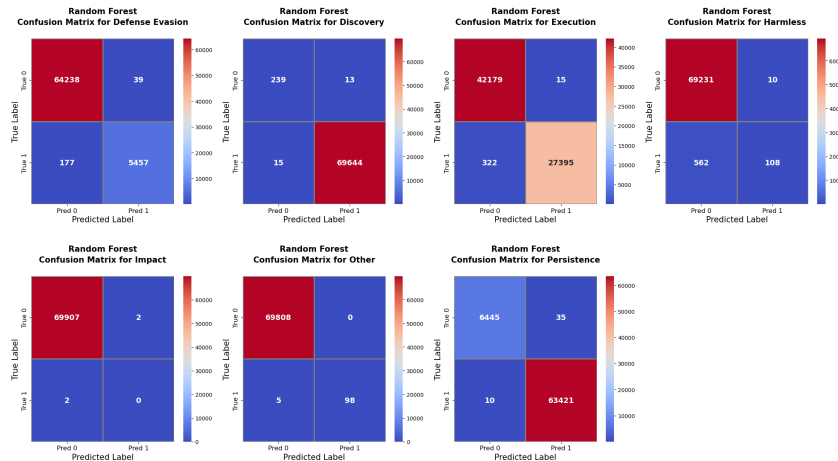 Random Forest
Confusion Matrix for Defense Evasion
True Label
True 0
True 1
64238
39
177
5457
Pred 0
Pred 1
Predicted Label
60000
50000
40000
30000
20000
10000
Random Forest
Confusion Matrix for Discovery
True Label
True 0
True 1
239
13
15
69644
Pred 0
Pred 1
Predicted Label
60000
50000
40000
30000
20000
10000
Random Forest
Confusion Matrix for Execution
True Label
True 0
True 1
42179
15
322
27395
Pred 0
Pred 1
Predicted Label
40000
35000
30000
25000
20000
15000
10000
5000
Random Forest
Confusion Matrix for Harmless
True Label
True 0
True 1
69231
10
562
108
Pred 0
Pred 1
Predicted Label
Random Forest
Confusion Matrix for Impact
True Label
True 0
True 1
69907
2
2
0
Pred 0
Pred 1
Predicted Label
60000
50000
40000
30000
20000
10000
0
Random Forest
Confusion Matrix for Other
True Label
True 0
True 1
69808
0
5
98
Pred 0
Pred 1
Predicted Label
60000
50000
40000
30000
20000
10000
0
Random Forest
Confusion Matrix for Persistence
True Label
True 0
True 1
6445
35
10
63421
Pred 0
Pred 1
Predicted Label
60000
50000
40000
30000
20000
10000